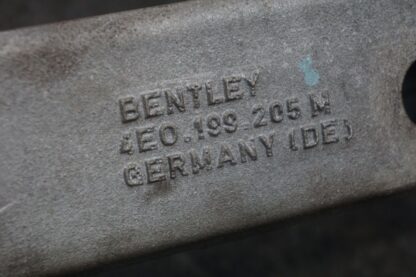 BENTLEY
4E0.199.205 M
GERMANY (DE)